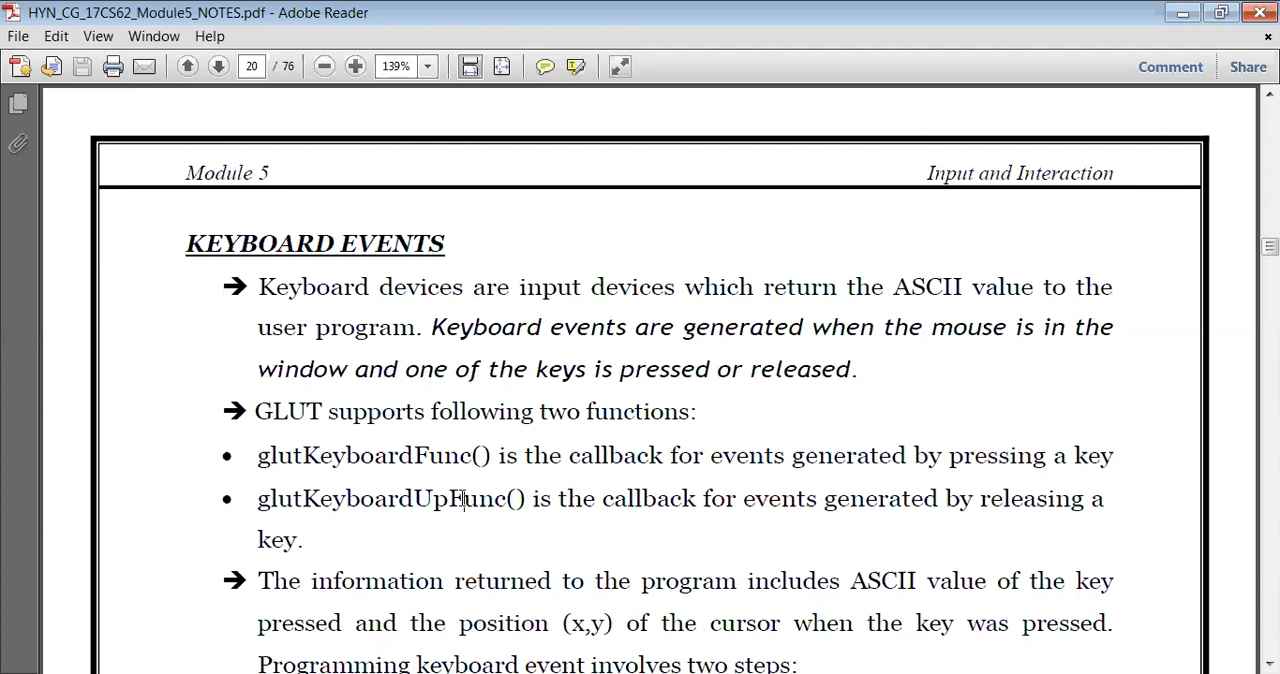 HYN_CG_17CS62_Module5_NOTES.pdf - Adobe Reader
File Edit View Window Help
20 / 76 139% Comment Share
Module 5 Input and Interaction
KEYBOARD EVENTS
➔ Keyboard devices are input devices which return the ASCII value to the
user program. Keyboard events are generated when the mouse is in the
window and one of the keys is pressed or released.
➔ GLUT supports following two functions:
• glutKeyboardFunc() is the callback for events generated by pressing a key
• glutKeyboardUpFunc() is the callback for events generated by releasing a
key.
➔ The information returned to the program includes ASCII value of the key
pressed and the position (x,y) of the cursor when the key was pressed.
Programming keyboard event involves two steps: